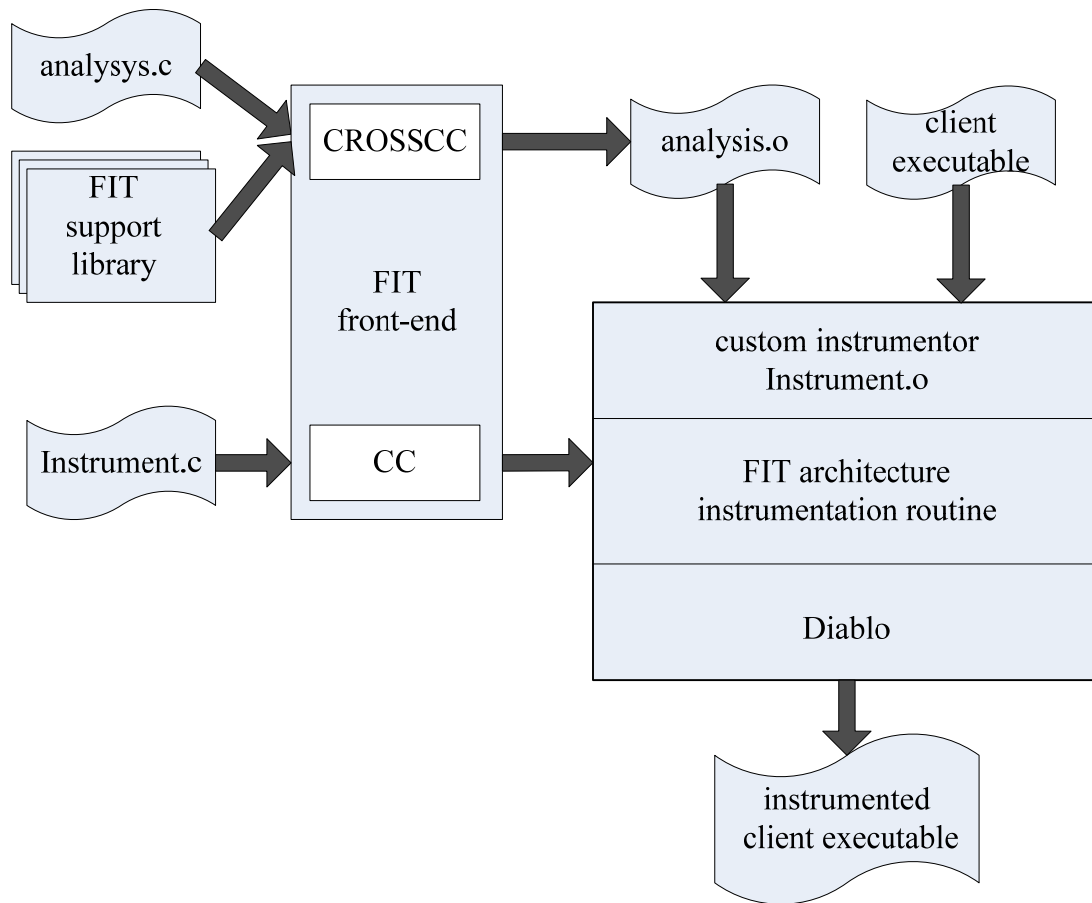 analysys.c
FIT
support
library
Instrument.c
CROSSCC
FIT
front-end
CC
analysis.o
client
executable
custom instrumentor
Instrument.o
FIT architecture
instrumentation routine
Diablo
instrumented
client executable